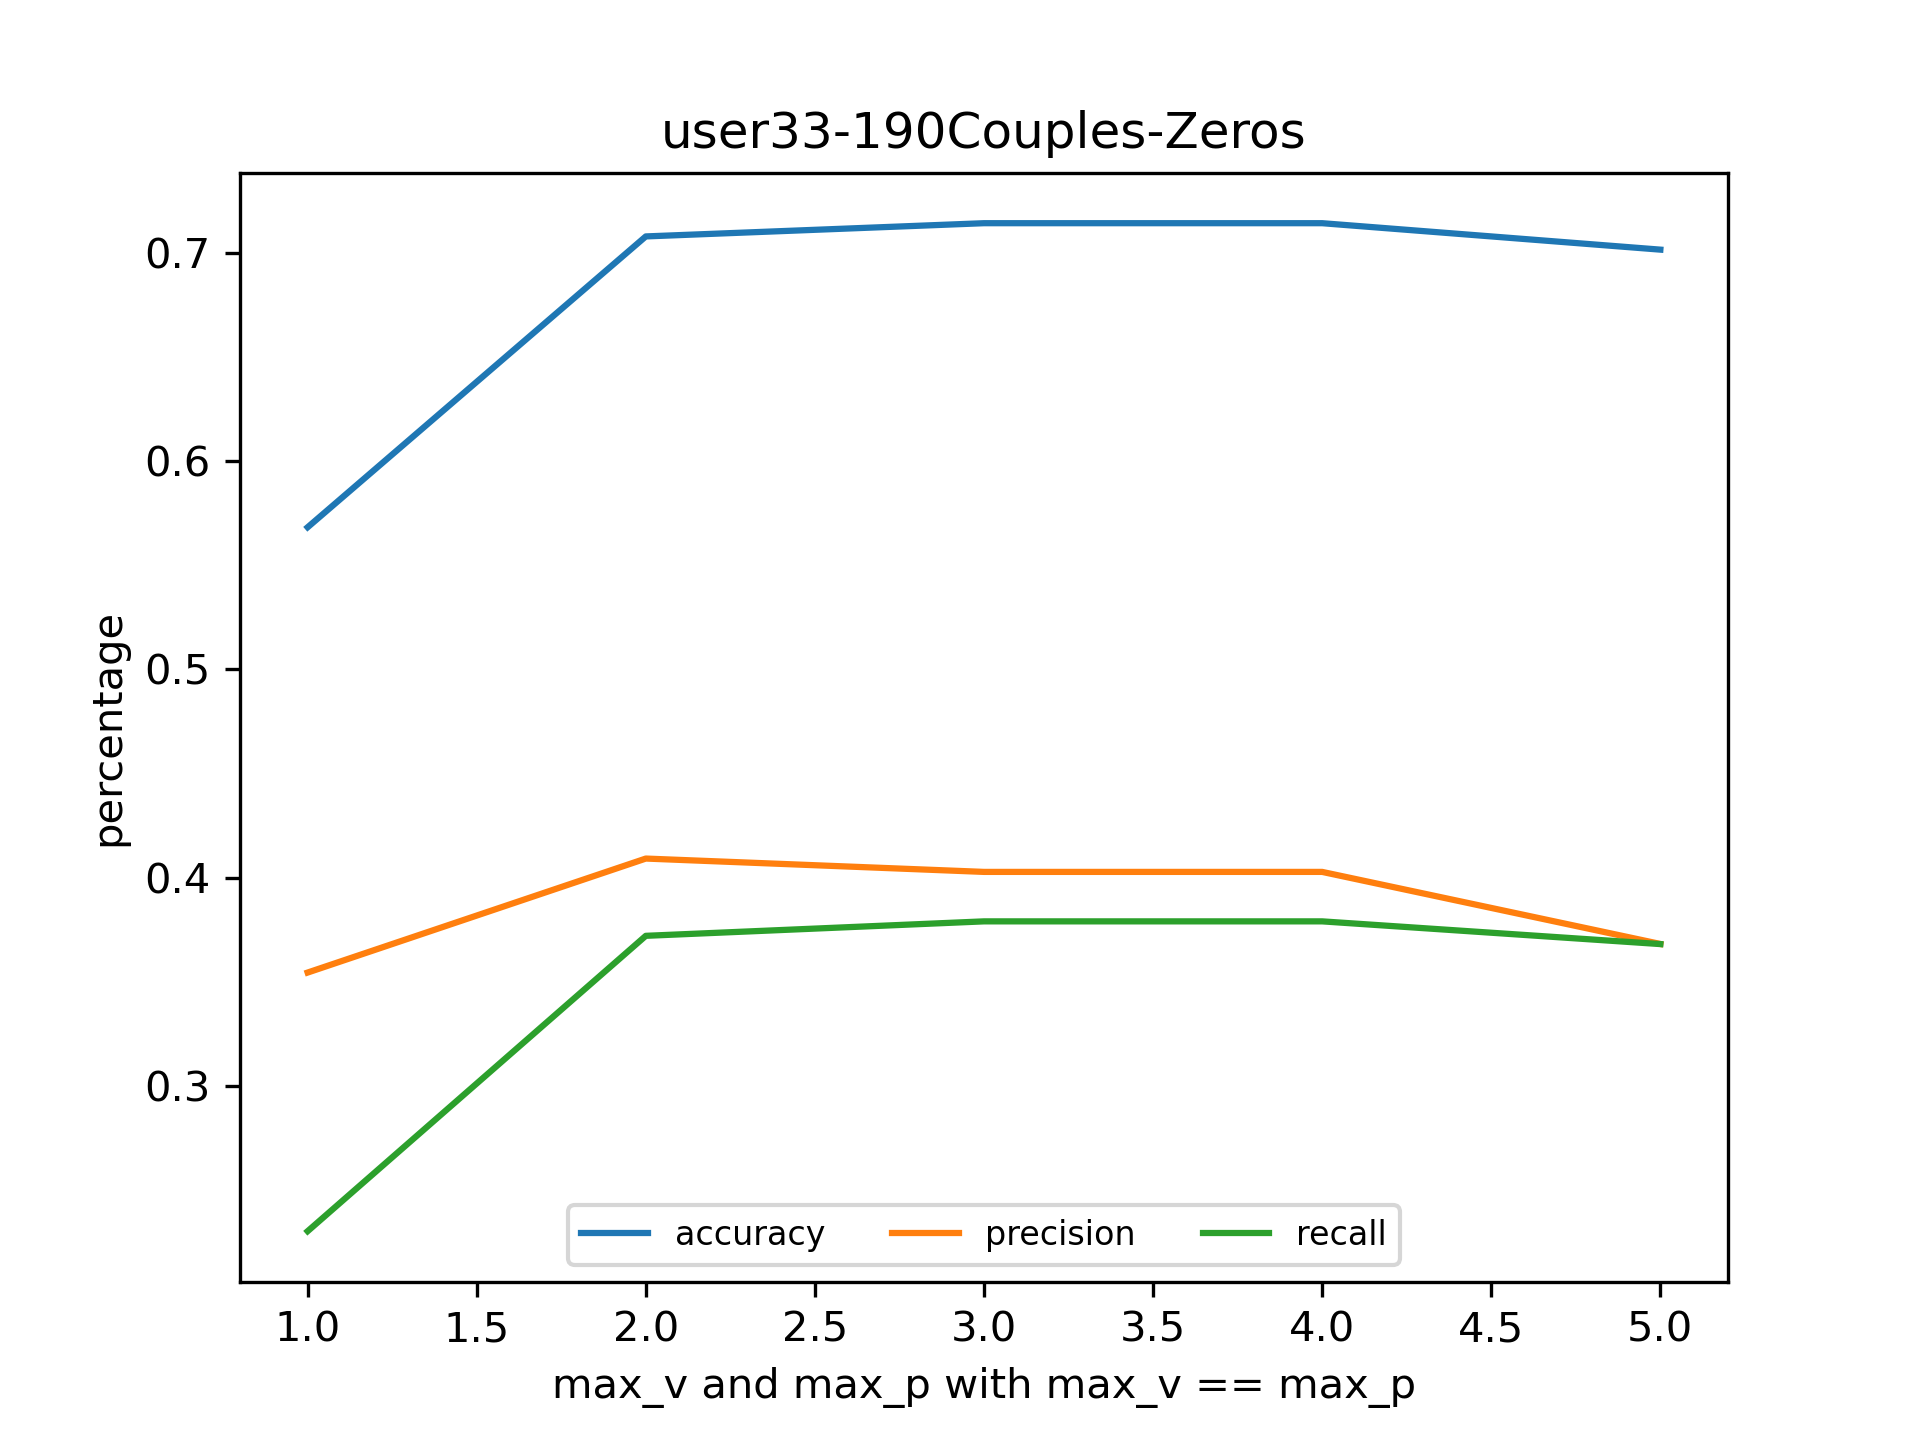 user33-190Couples-Zeros
percentage
0.7
0.6
0.5
0.4
0.3
accuracy precision recall
1.0 1.5 2.0 2.5 3.0 3.5 4.0 4.5 5.0
max_v and max_p with max_v == max_p